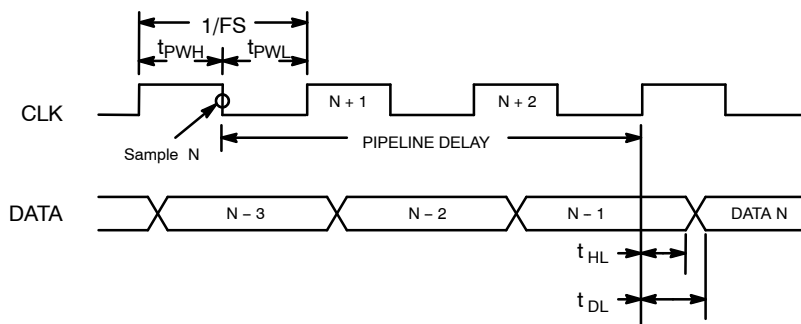 1/FS
tPWH tPWL
CLK
N + 1
N + 2
Sample N
PIPELINE DELAY
DATA
N – 3
N – 2
N – 1
DATA N
t HL
t DL